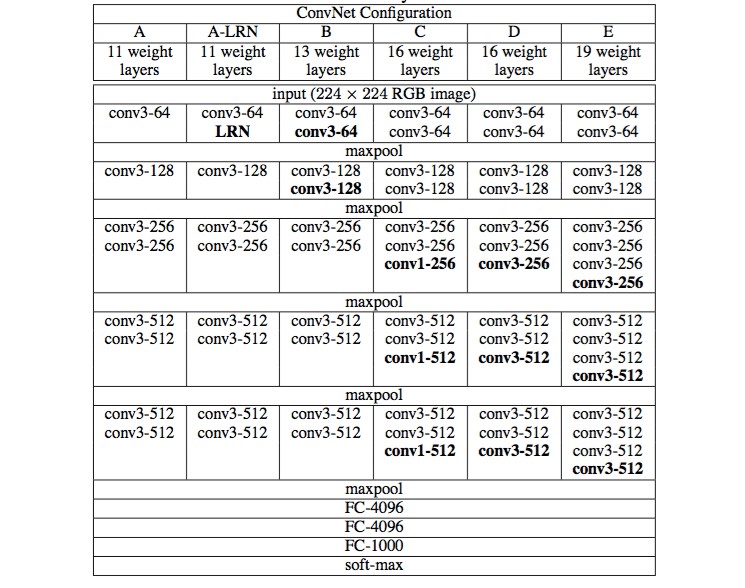 ConvNet Configuration
A A-LRN B C D E
11 weight 11 weight 13 weight 16 weight 16 weight 19 weight
layers layers layers layers layers layers
input (224 × 224 RGB image)
conv3-64 conv3-64 conv3-64 conv3-64 conv3-64 conv3-64
LRN conv3-64 conv3-64 conv3-64 conv3-64
maxpool
conv3-128 conv3-128 conv3-128 conv3-128 conv3-128 conv3-128
conv3-128 conv3-128 conv3-128 conv3-128
maxpool
conv3-256 conv3-256 conv3-256 conv3-256 conv3-256 conv3-256
conv3-256 conv3-256 conv3-256 conv3-256 conv3-256 conv3-256
conv1-256 conv3-256 conv3-256
conv3-256
maxpool
conv3-512 conv3-512 conv3-512 conv3-512 conv3-512 conv3-512
conv3-512 conv3-512 conv3-512 conv3-512 conv3-512 conv3-512
conv1-512 conv3-512 conv3-512
conv3-512
maxpool
conv3-512 conv3-512 conv3-512 conv3-512 conv3-512 conv3-512
conv3-512 conv3-512 conv3-512 conv3-512 conv3-512 conv3-512
conv1-512 conv3-512 conv3-512
conv3-512
maxpool
FC-4096
FC-4096
FC-1000
soft-max